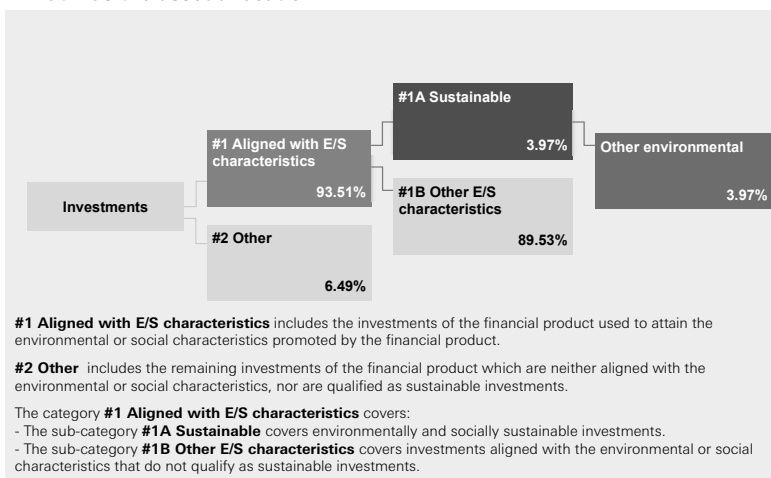 #1A Sustainable
3.97%
#1 Aligned with E/S
characteristics
93.51%
Other environmental
3.97%
Investments
#1B Other E/S
characteristics
89.53%
#2 Other
6.49%
#1 Aligned with E/S characteristics includes the investments of the financial product used to attain the
environmental or social characteristics promoted by the financial product.
#2 Other includes the remaining investments of the financial product which are neither aligned with the
environmental or social characteristics, nor are qualified as sustainable investments.
The category #1 Aligned with E/S characteristics covers:
- The sub-category #1A Sustainable covers environmentally and socially sustainable investments.
- The sub-category #1B Other E/S characteristics covers investments aligned with the environmental or social
characteristics that do not qualify as sustainable investments.